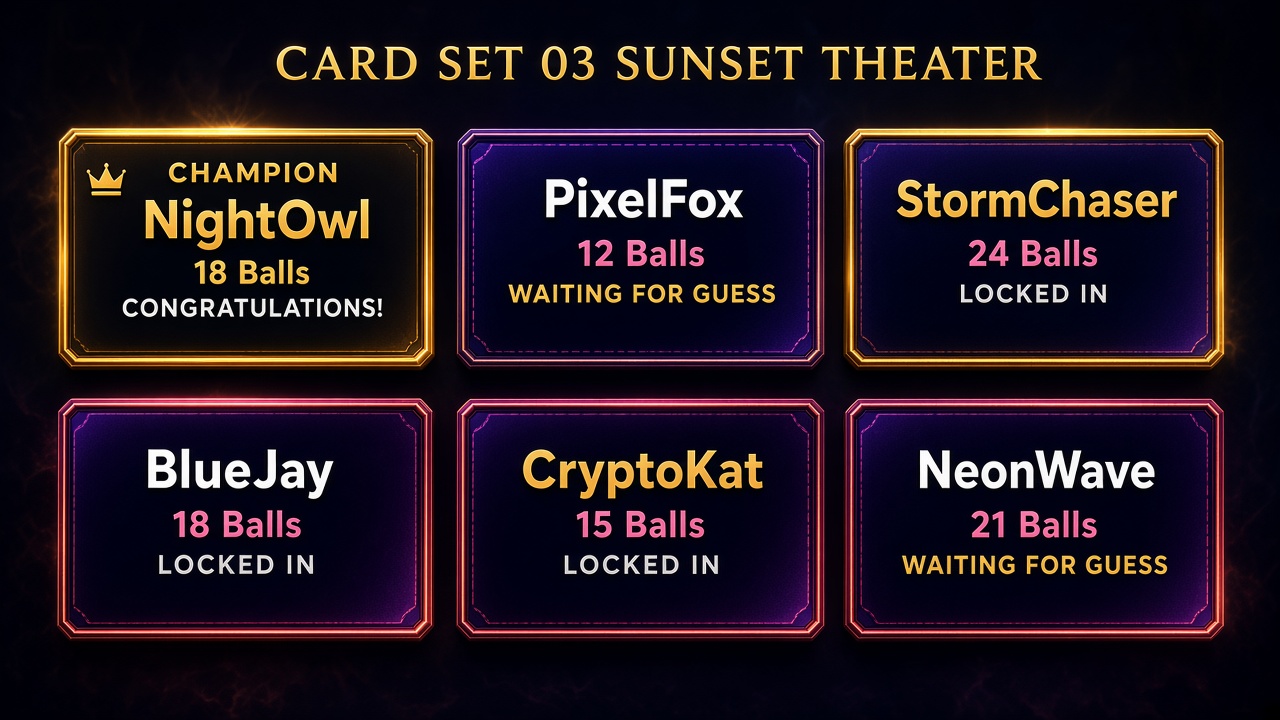 CARD SET 03 SUNSET THEATER
CHAMPION
NightOwl
18 Balls
CONGRATULATIONS!
PixelFox
12 Balls
WAITING FOR GUESS
StormChaser
24 Balls
LOCKED IN
BlueJay
18 Balls
LOCKED IN
CryptoKat
15 Balls
LOCKED IN
NeonWave
21 Balls
WAITING FOR GUESS